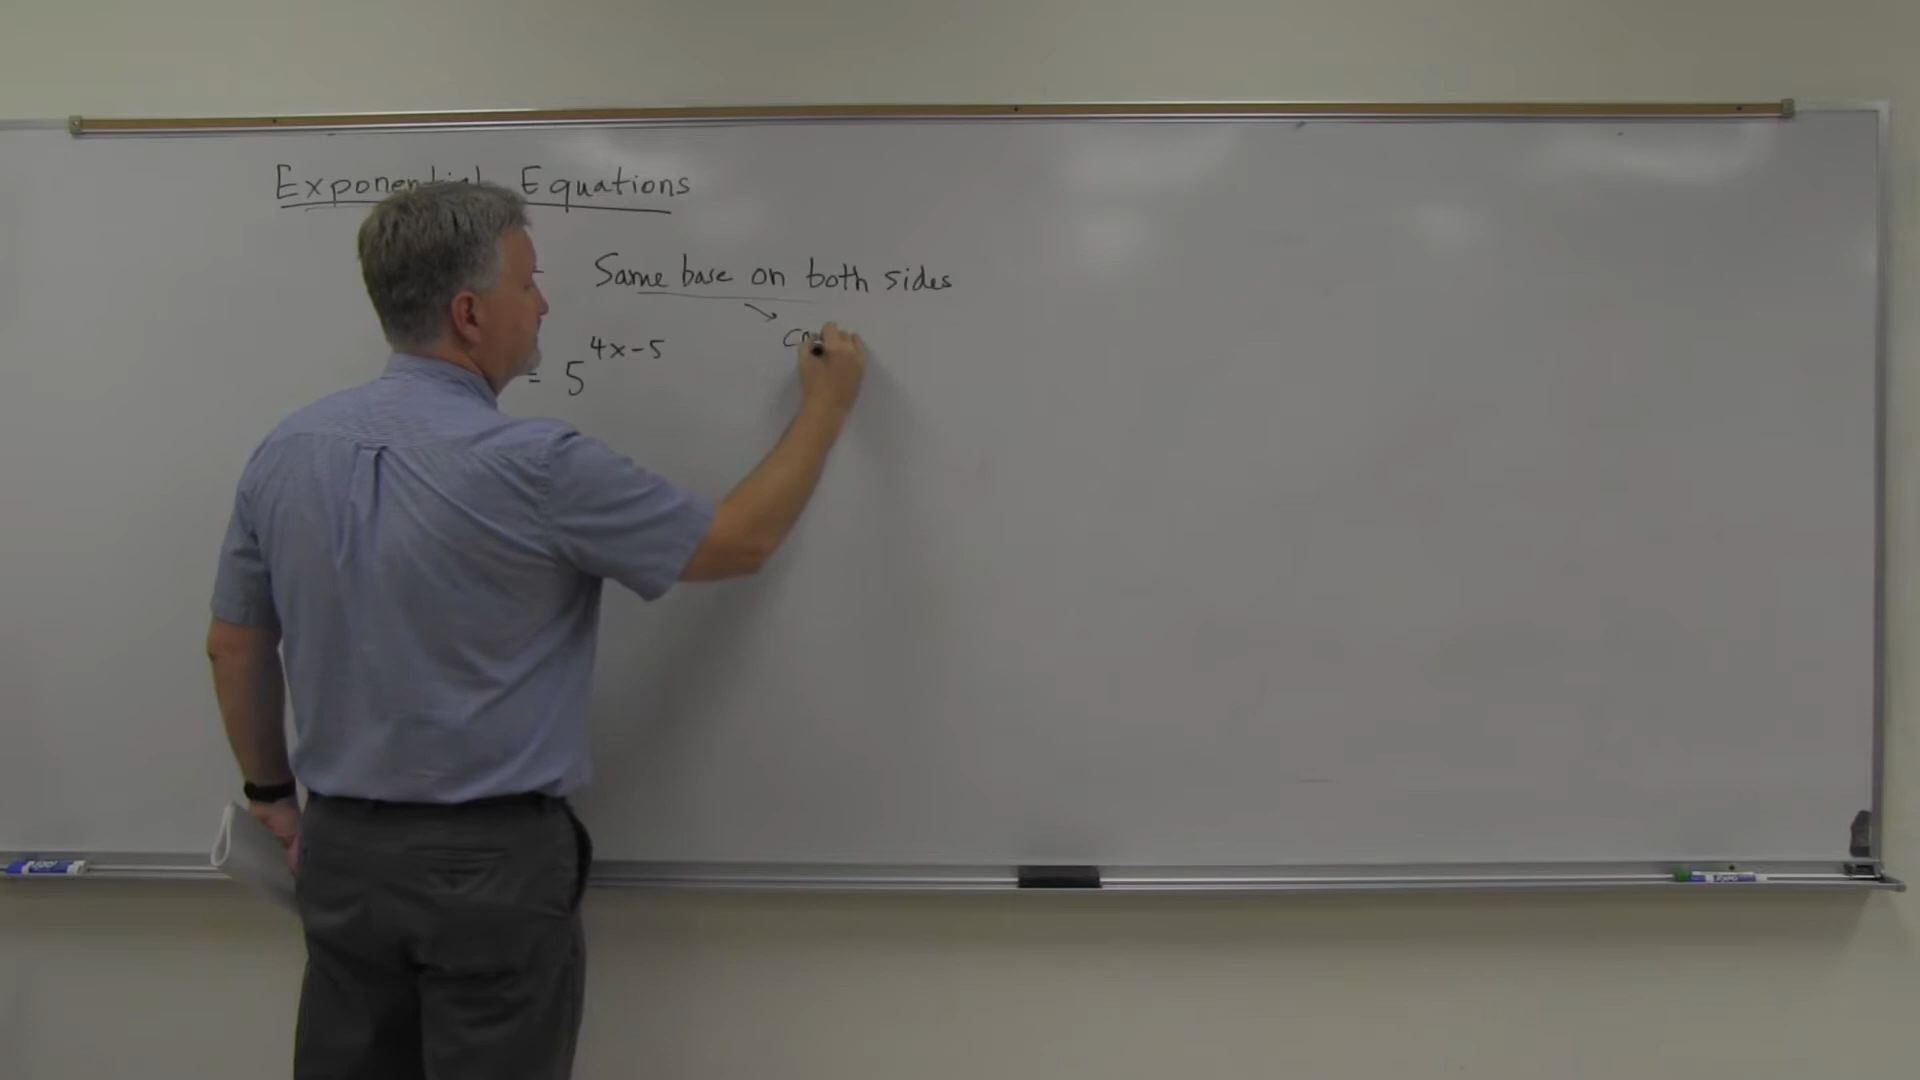 Exponential Equations
Same base on both sides
= 5^{4x-5}